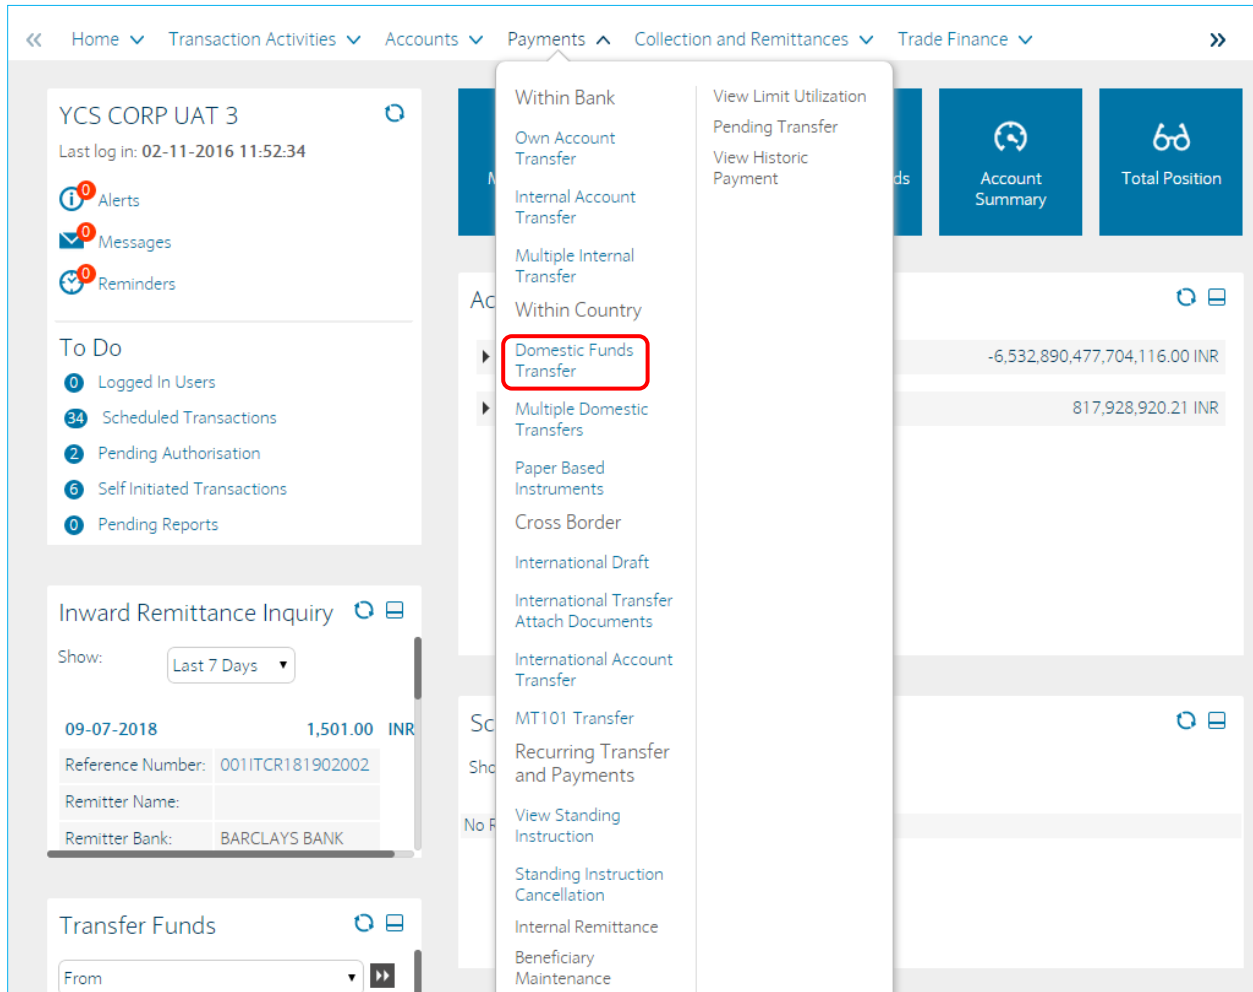 Home
Transaction Activities
Accounts
Payments
Collection and Remittances
Trade Finance
YCS CORP UAT 3
Last log in: 02-11-2016 11:52:34
0
Alerts
0
Messages
0
Reminders
To Do
0 Logged In Users
34 Scheduled Transactions
2 Pending Authorisation
6 Self Initiated Transactions
0 Pending Reports
Inward Remittance Inquiry
Show:
Last 7 Days
09-07-2018 1,501.00 INR
Reference Number: 001ITCR181902002
Remitter Name:
Remitter Bank: BARCLAYS BANK
Transfer Funds
From
Within Bank
Own Account
Transfer
Internal Account
Transfer
Multiple Internal
Transfer
Within Country
Domestic Funds
Transfer
Multiple Domestic
Transfers
Paper Based
Instruments
Cross Border
International Draft
International Transfer
Attach Documents
International Account
Transfer
MT101 Transfer
Recurring Transfer
and Payments
View Standing
Instruction
Standing Instruction
Cancellation
Internal Remittance
Beneficiary
Maintenance
View Limit Utilization
Pending Transfer
View Historic
Payment
Account
Summary
Total Position
-6,532,890,477,704,116.00 INR
817,928,920.21 INR